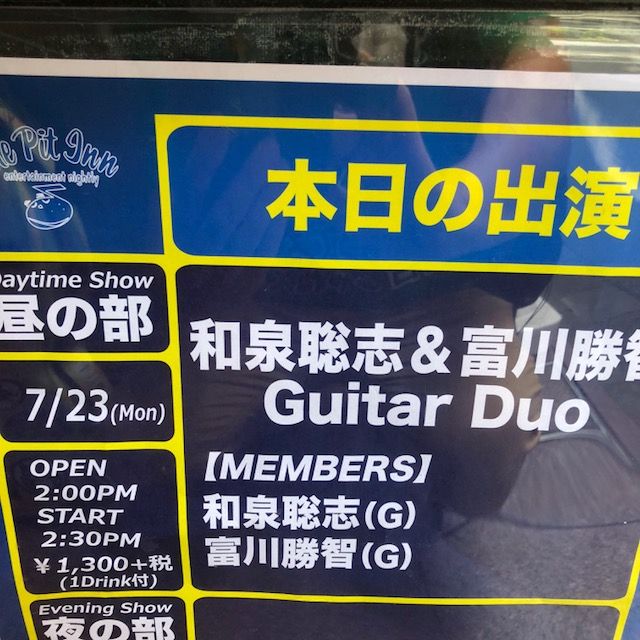 Pit Inn
entertainment nightly
本日の出演
Daytime Show
昼の部
和泉聡志&富川勝智
Guitar Duo
7/23(Mon)
OPEN
2:00PM
START
2:30PM
¥1,300+税
(1Drink付)
【MEMBERS】
和泉聡志(G)
富川勝智(G)
Evening Show
夜の部